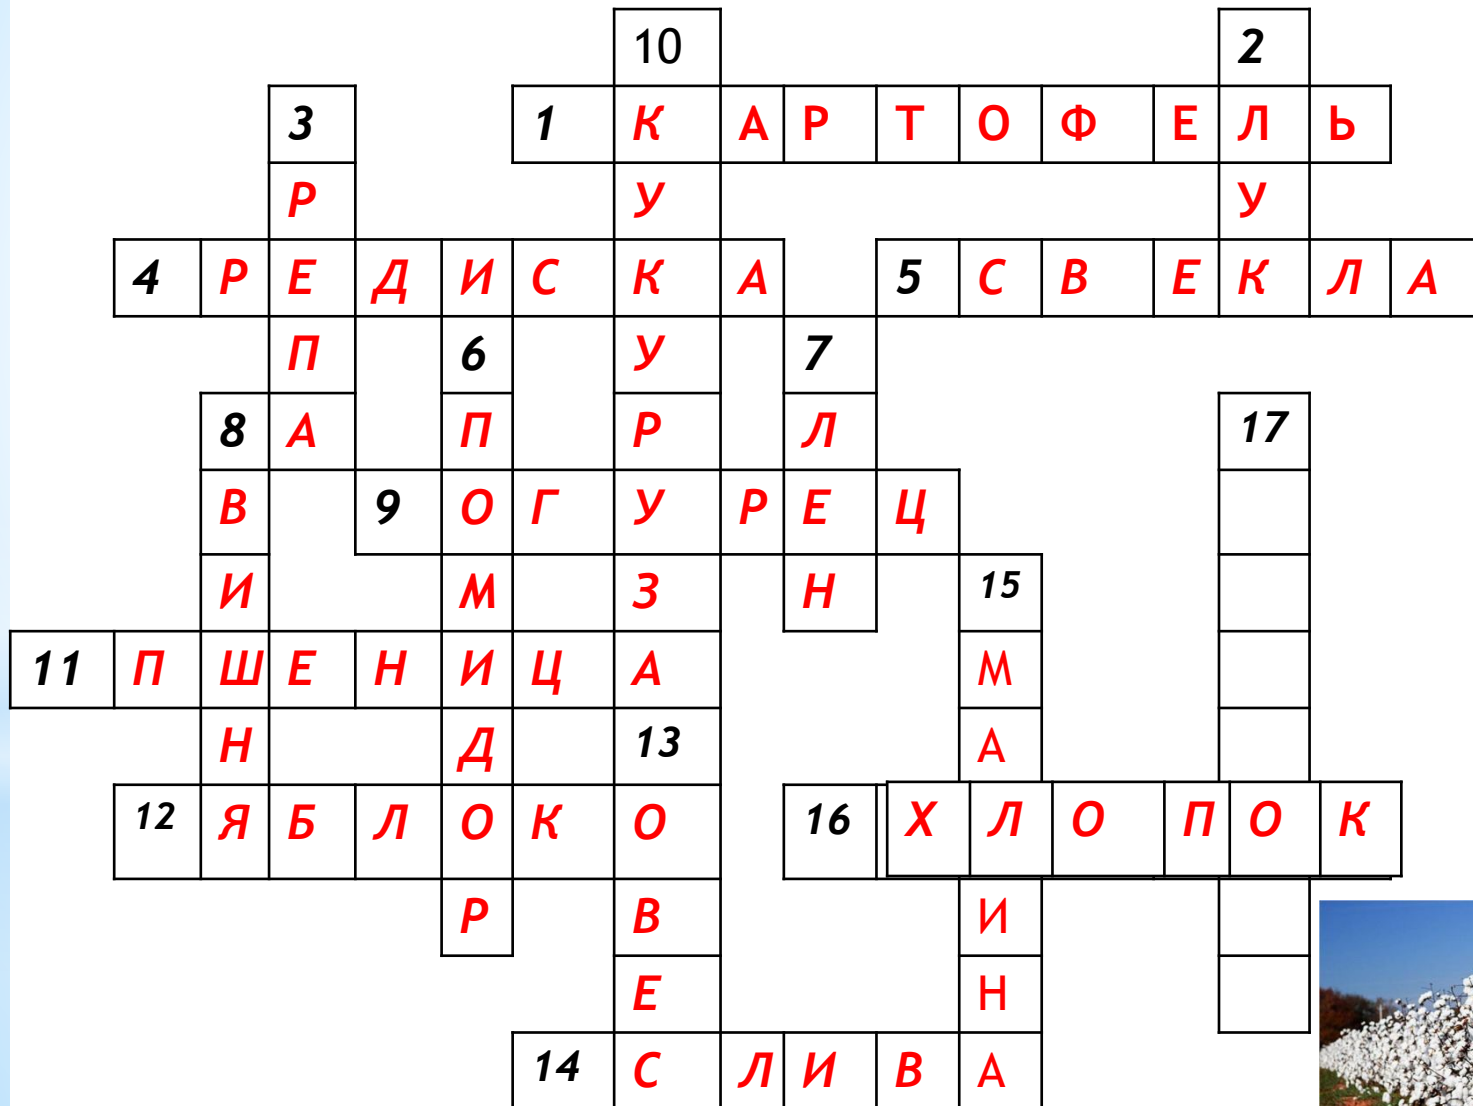 10 2
3 1 К А Р Т О Ф Е Л Ь
Р У У
4 Р Е Д И С К А 5 С В Е К Л А
П 6 У 7
8 А П Р Л 17
В 9 О Г У Р Е Ц
И М З Н 15
11 П Ш Е Н И Ц А М
Н Д 13 А
12 Я Б Л О К О 16 Х Л О П О К
Р В И
Е Н
14 С Л И В А